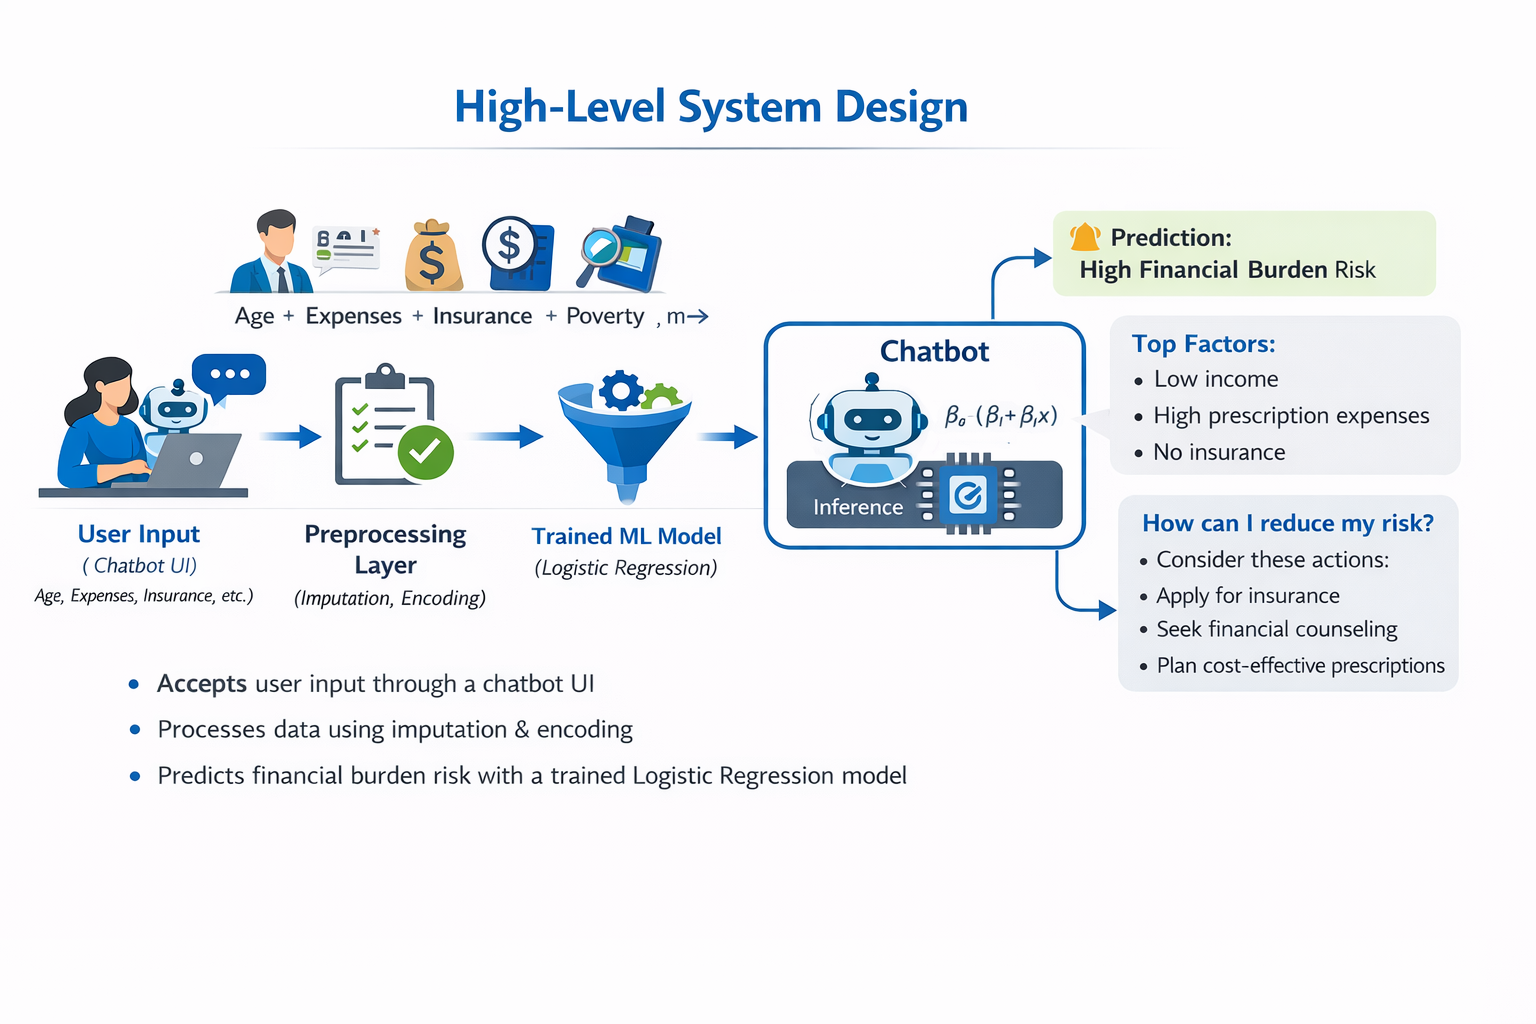 High-Level System Design
Age + Expenses + Insurance + Poverty , m→
User Input
( Chatbot UI)
Age, Expenses, Insurance, etc.)
Preprocessing
Layer
(Imputation, Encoding)
Trained ML Model
(Logistic Regression)
Chatbot
β₀-(β₁+β₁x)
Inference
Prediction:
High Financial Burden Risk
Top Factors:
• Low income
• High prescription expenses
• No insurance
How can I reduce my risk?
• Consider these actions:
• Apply for insurance
• Seek financial counseling
• Plan cost-effective prescriptions
• Accepts user input through a chatbot UI
• Processes data using imputation & encoding
• Predicts financial burden risk with a trained Logistic Regression model